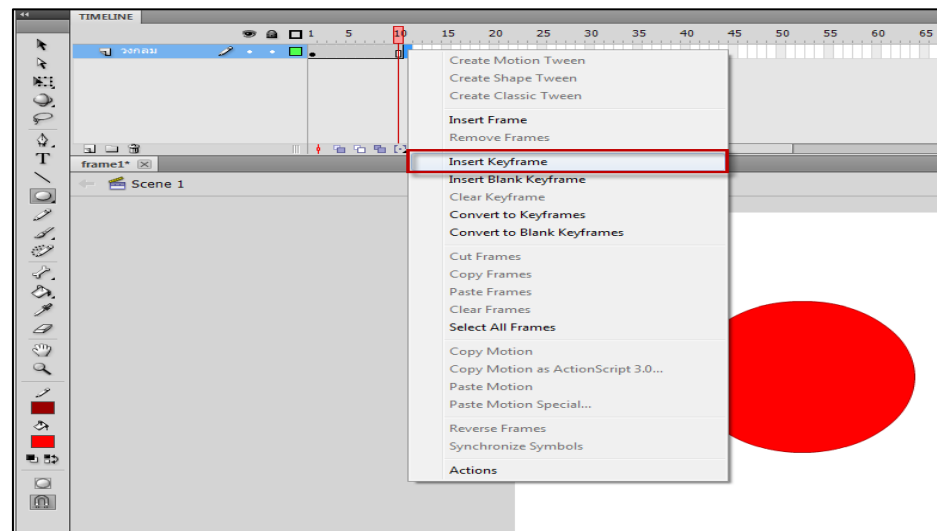 TIMELINE
1 5 10 15 20 25 30 35 40 45 50 55 60 65
วงกลม
Create Motion Tween
Create Shape Tween
Create Classic Tween
Insert Frame
Remove Frames
Insert Keyframe
Insert Blank Keyframe
Clear Keyframe
Convert to Keyframes
Convert to Blank Keyframes
Cut Frames
Copy Frames
Paste Frames
Clear Frames
Select All Frames
Copy Motion
Copy Motion as ActionScript 3.0...
Paste Motion
Paste Motion Special...
Reverse Frames
Synchronize Symbols
Actions
frame1*
Scene 1
T